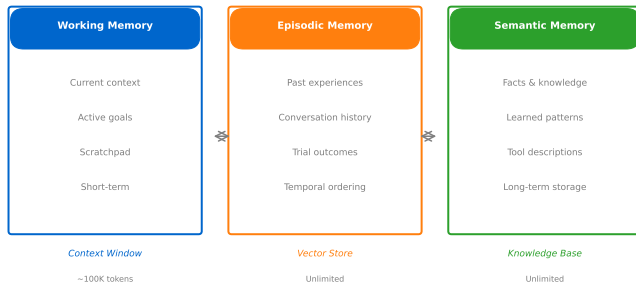 Working Memory
Current context
Active goals
Scratchpad
Short-term
Context Window
~100K tokens
Episodic Memory
Past experiences
Conversation history
Trial outcomes
Temporal ordering
Vector Store
Unlimited
Semantic Memory
Facts & knowledge
Learned patterns
Tool descriptions
Long-term storage
Knowledge Base
Unlimited